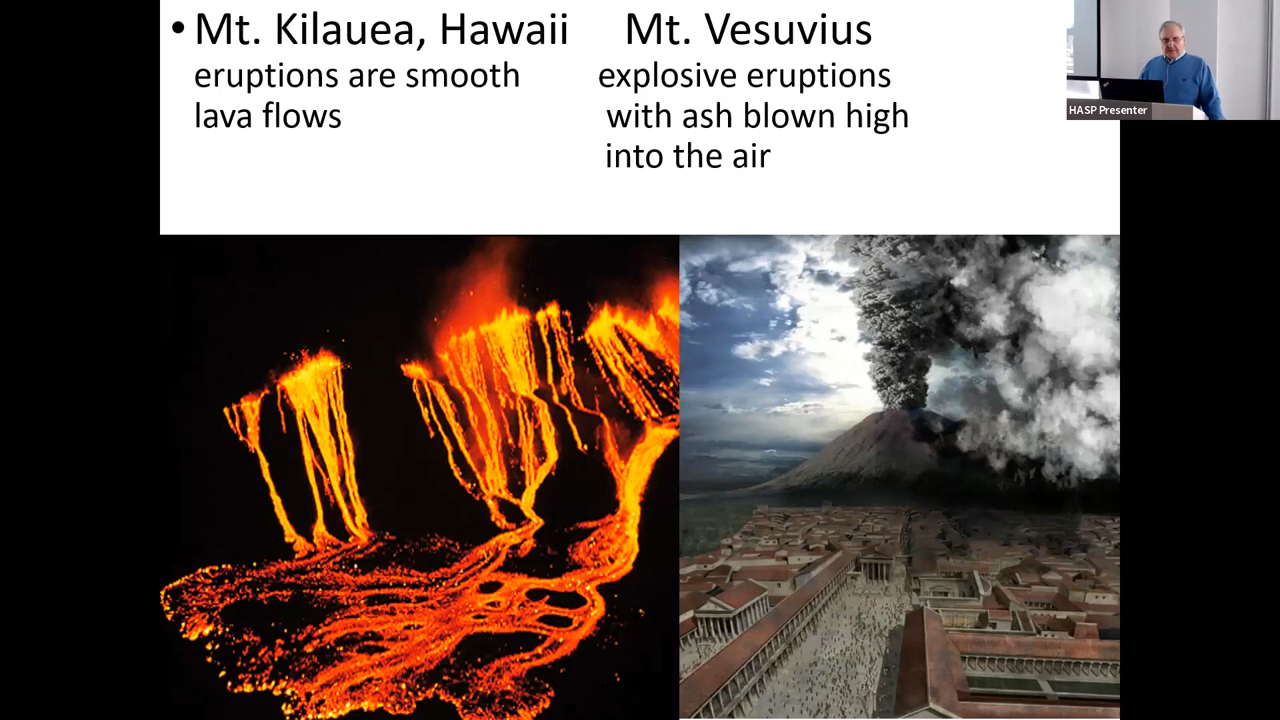 • Mt. Kilauea, Hawaii
eruptions are smooth
lava flows
Mt. Vesuvius
explosive eruptions
with ash blown high
into the air
HASP Presenter